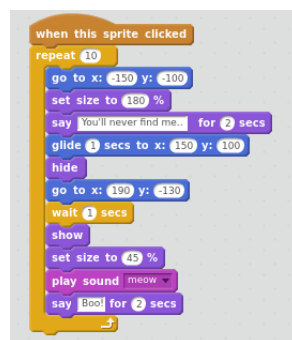 when this sprite clicked
repeat 10
go to x: -150 y: -100
set size to 180 %
say You'll never find me.. for 2 secs
glide 1 secs to x: 150 y: 100
hide
go to x: 190 y: -130
wait 1 secs
show
set size to 45 %
play sound meow
say Boo! for 2 secs